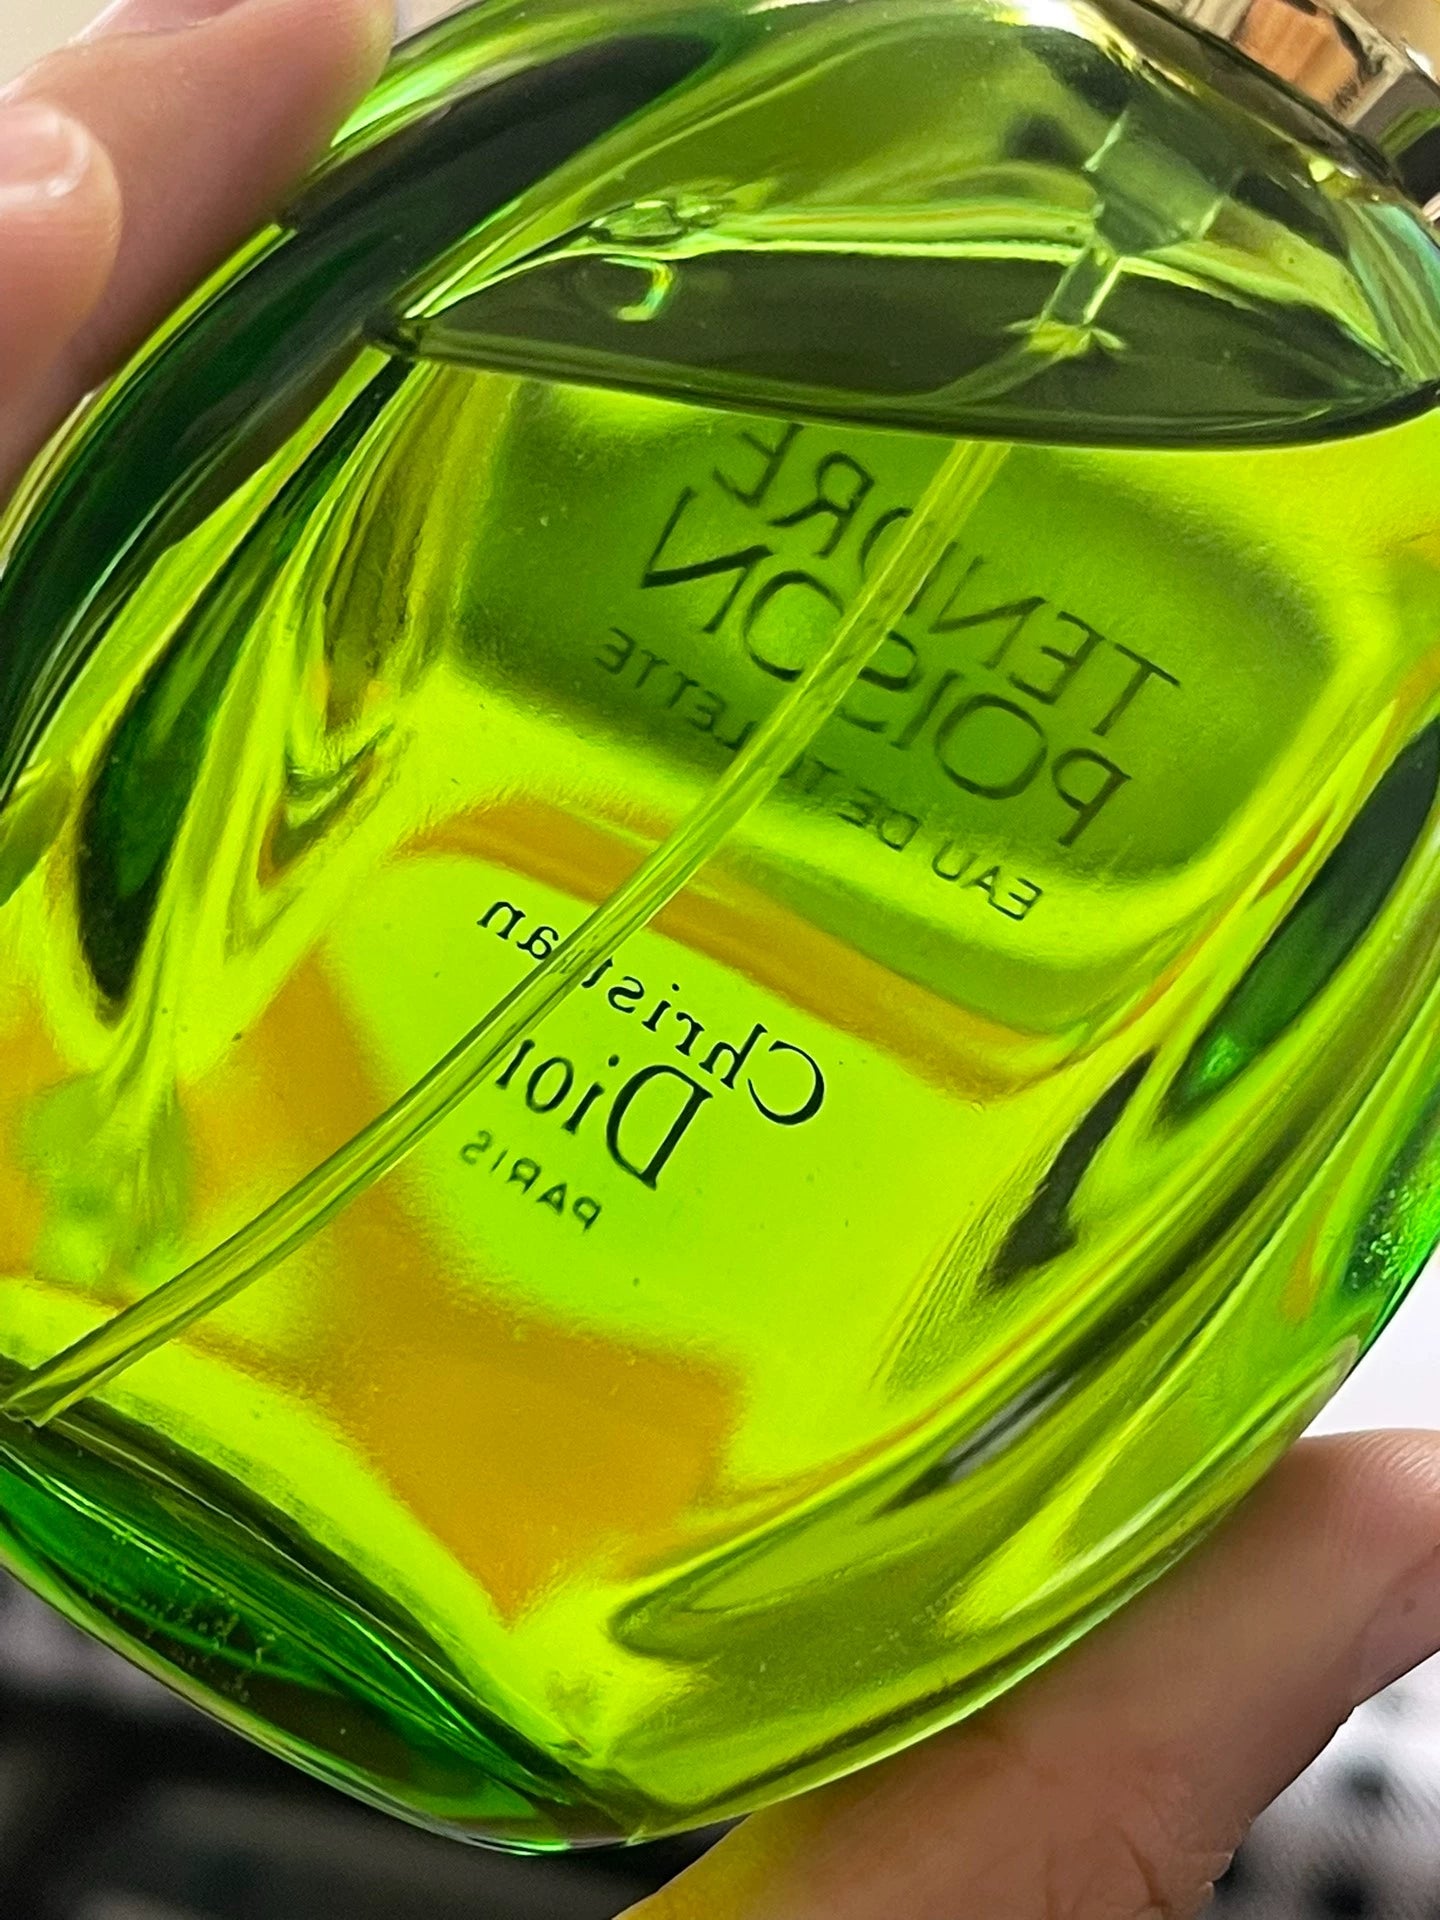 TENDRE
POISON
EAU DE TOILETTE
Christian
Dior
PARIS